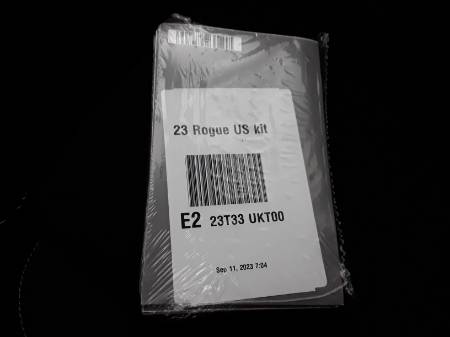 23 Rogue US kit
E2 23T33 UKT00
Sep 11, 2023 7:04